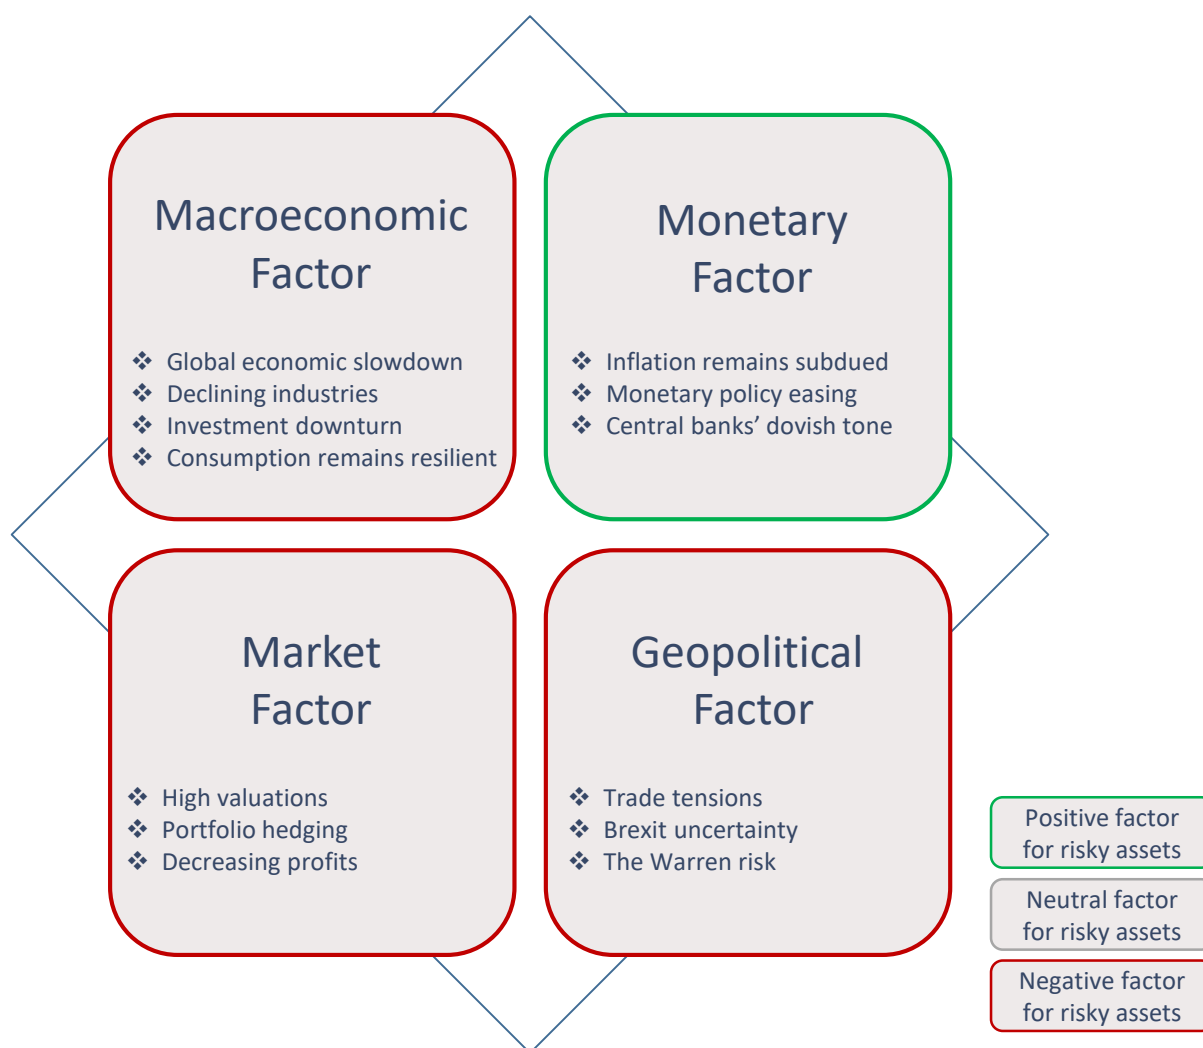 Macroeconomic
Factor
❖ Global economic slowdown
❖ Declining industries
❖ Investment downturn
❖ Consumption remains resilient
Monetary
Factor
❖ Inflation remains subdued
❖ Monetary policy easing
❖ Central banks’ dovish tone
Market
Factor
❖ High valuations
❖ Portfolio hedging
❖ Decreasing profits
Geopolitical
Factor
❖ Trade tensions
❖ Brexit uncertainty
❖ The Warren risk
Positive factor
for risky assets
Neutral factor
for risky assets
Negative factor
for risky assets